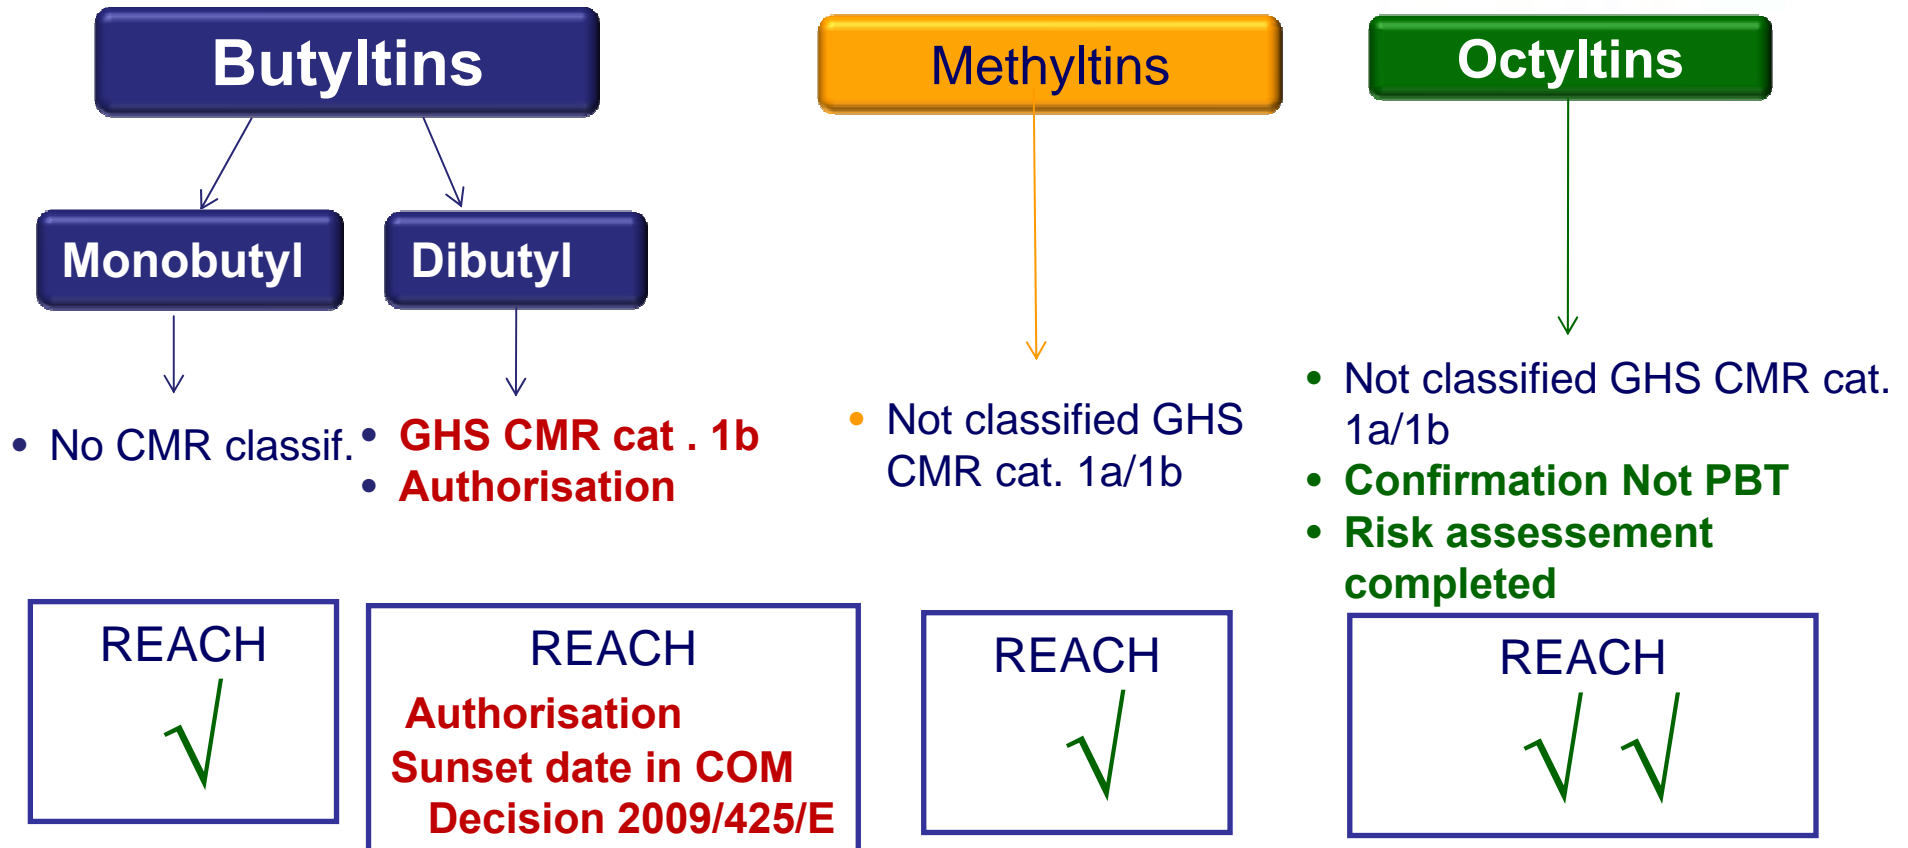 Butyltins
Methyltins
Octyltins
Monobutyl
Dibutyl
• No CMR classif.
• GHS CMR cat . 1b
• Authorisation
• Not classified GHS
CMR cat. 1a/1b
• Not classified GHS CMR cat.
1a/1b
• Confirmation Not PBT
• Risk assessement
completed
REACH
√
REACH
Authorisation
Sunset date in COM
Decision 2009/425/E
REACH
√
REACH
√ √